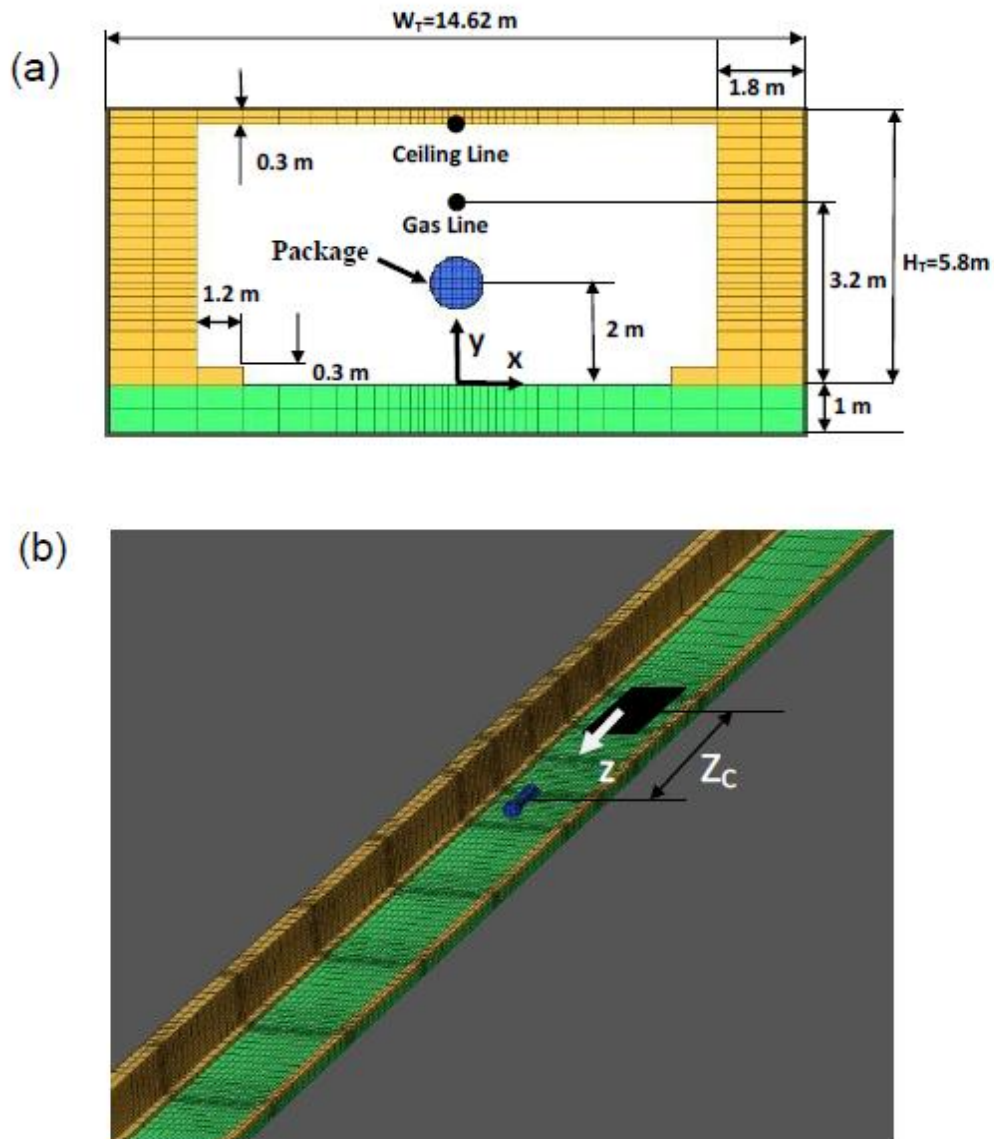 W_T=14.62 m
(a)
1.8 m
0.3 m
Ceiling Line
Gas Line
Package
H_T=5.8m
3.2 m
1.2 m
2 m
y
x
0.3 m
1 m
(b)
z
Z_C